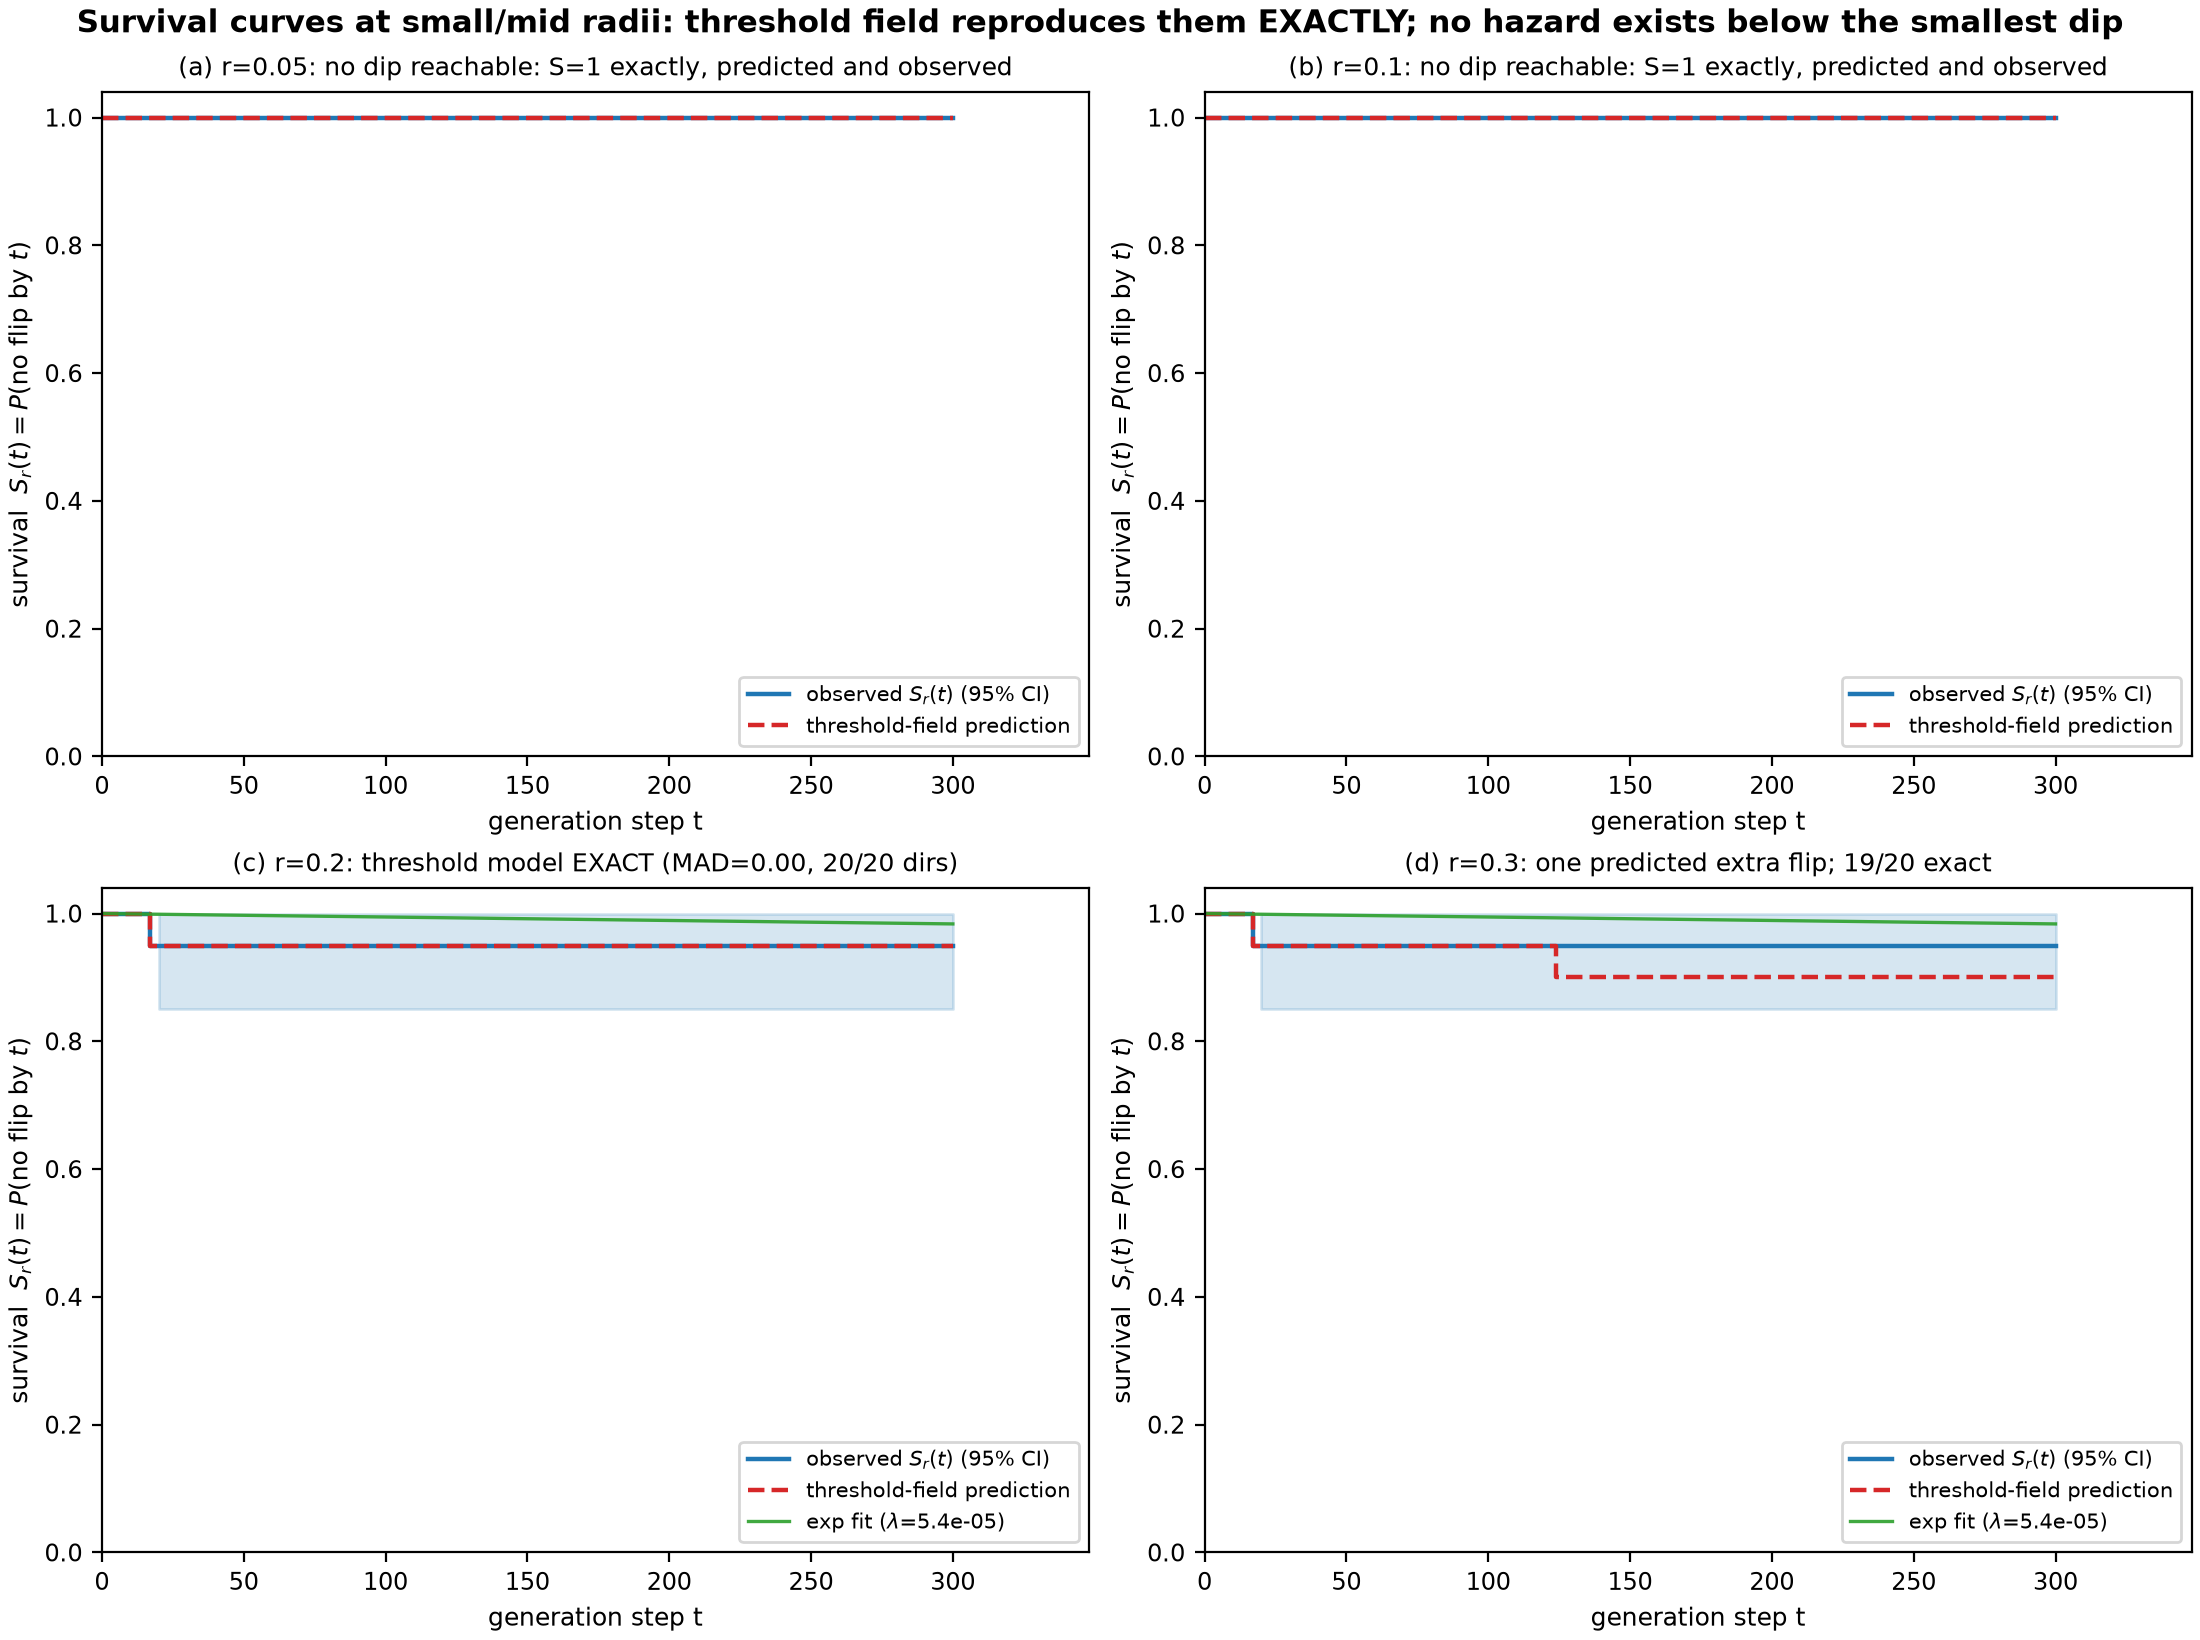 Survival curves at small/mid radii: threshold field reproduces them EXACTLY; no hazard exists below the smallest dip
(a) r=0.05: no dip reachable: S=1 exactly, predicted and observed
survival Sᵣ(t) = P(no flip by t)
1.0
0.8
0.6
0.4
0.2
0.0
observed Sᵣ(t) (95% CI)
threshold-field prediction
0 50 100 150 200 250 300
generation step t
(b) r=0.1: no dip reachable: S=1 exactly, predicted and observed
survival Sᵣ(t) = P(no flip by t)
1.0
0.8
0.6
0.4
0.2
0.0
observed Sᵣ(t) (95% CI)
threshold-field prediction
0 50 100 150 200 250 300
generation step t
(c) r=0.2: threshold model EXACT (MAD=0.00, 20/20 dirs)
survival Sᵣ(t) = P(no flip by t)
1.0
0.8
0.6
0.4
0.2
0.0
observed Sᵣ(t) (95% CI)
threshold-field prediction
exp fit (λ=5.4e-05)
0 50 100 150 200 250 300
generation step t
(d) r=0.3: one predicted extra flip; 19/20 exact
survival Sᵣ(t) = P(no flip by t)
1.0
0.8
0.6
0.4
0.2
0.0
observed Sᵣ(t) (95% CI)
threshold-field prediction
exp fit (λ=5.4e-05)
0 50 100 150 200 250 300
generation step t